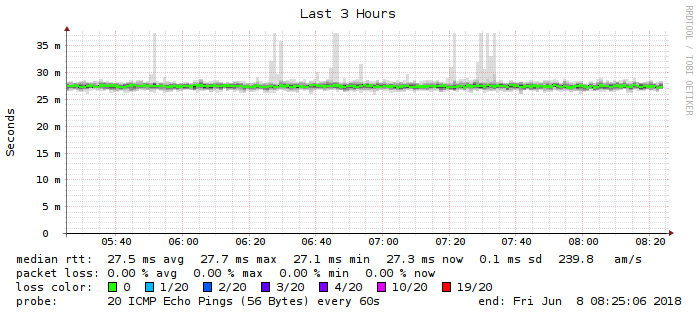 Last 3 Hours
RRDTOOL / TOBI OETIKER
Seconds
35 m
30 m
25 m
20 m
15 m
10 m
5 m
0
05:40 06:00 06:20 06:40 07:00 07:20 07:40 08:00 08:20
median rtt: 27.5 ms avg 27.7 ms max 27.1 ms min 27.3 ms now 0.1 ms sd 239.8 am/s
packet loss: 0.00 % avg 0.00 % max 0.00 % min 0.00 % now
loss color: 0 1/20 2/20 3/20 4/20 10/20 19/20
probe: 20 ICMP Echo Pings (56 Bytes) every 60s end: Fri Jun 8 08:25:06 2018